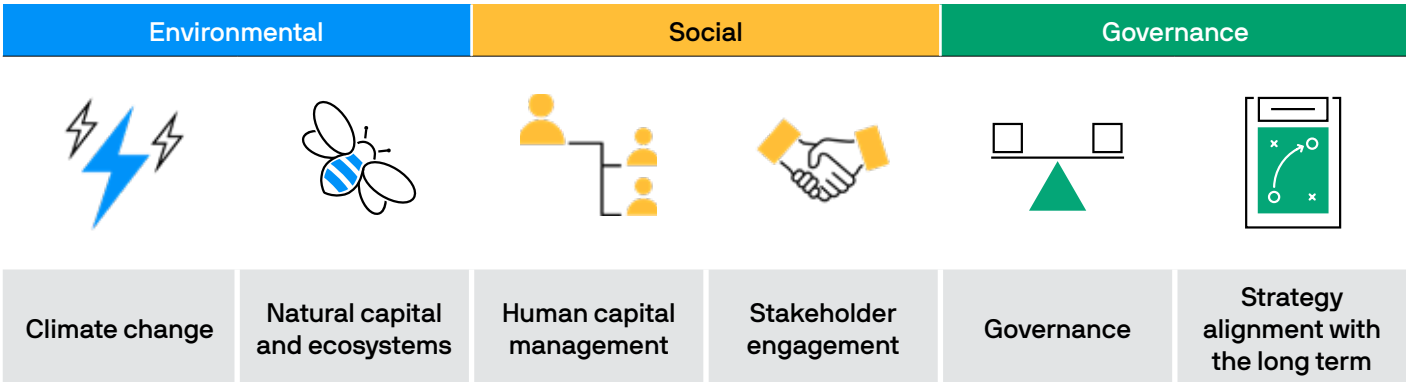 Environmental
Social
Governance
Climate change
Natural capital
and ecosystems
Human capital
management
Stakeholder
engagement
Governance
Strategy
alignment with
the long term